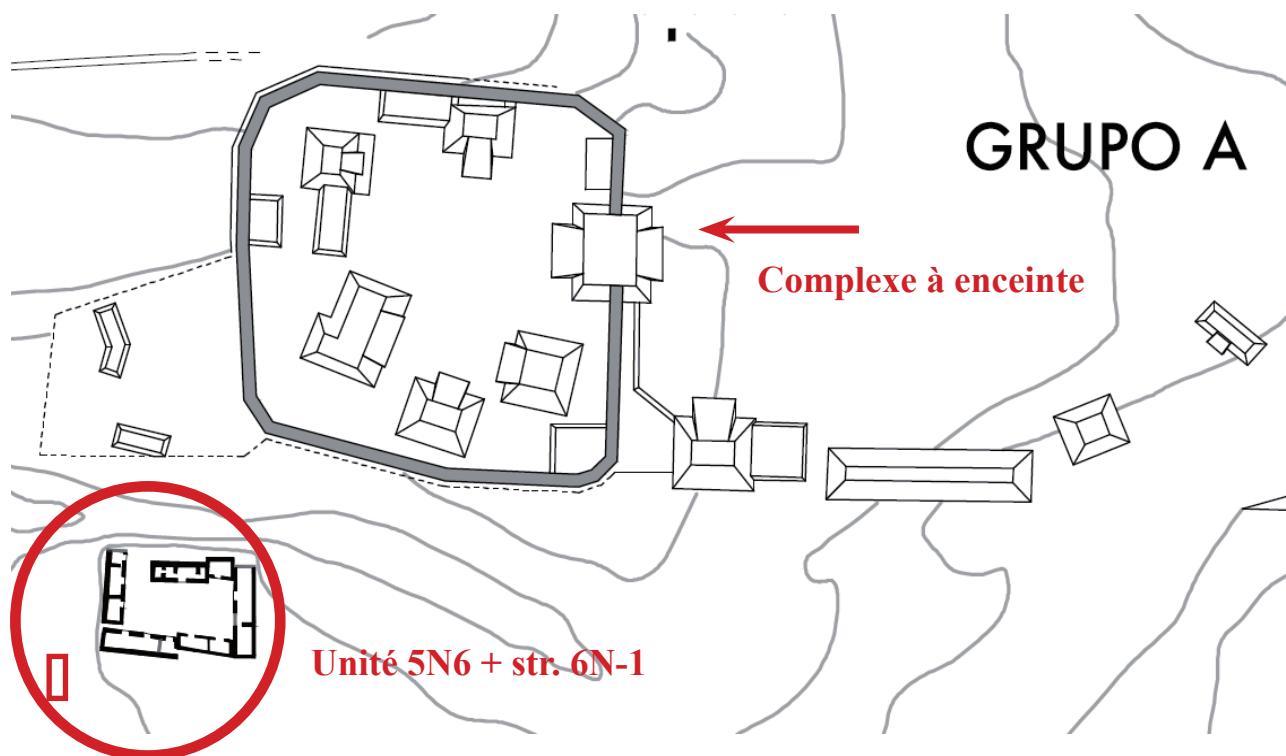 GRUPO A
Complexe à enceinte
Unité 5N6 + str. 6N-1